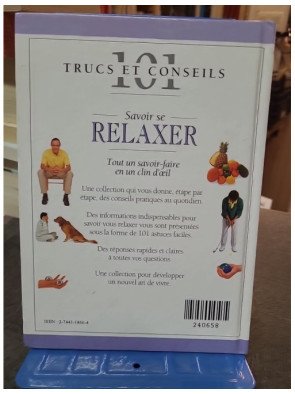 101
TRUCS ET CONSEILS
Savoir se
RELAXER
Tout un savoir-faire
en un clin d'œil
Une collection qui vous donne, étape par
étape, des conseils pratiques au quotidien.
Des informations indispensables pour
savoir vous relaxer vous sont présentées
sous la forme de 101 astuces faciles.
Des réponses rapides et claires
à toutes vos questions.
Une collection pour développer
un nouvel art de vivre.
ISBN
240658